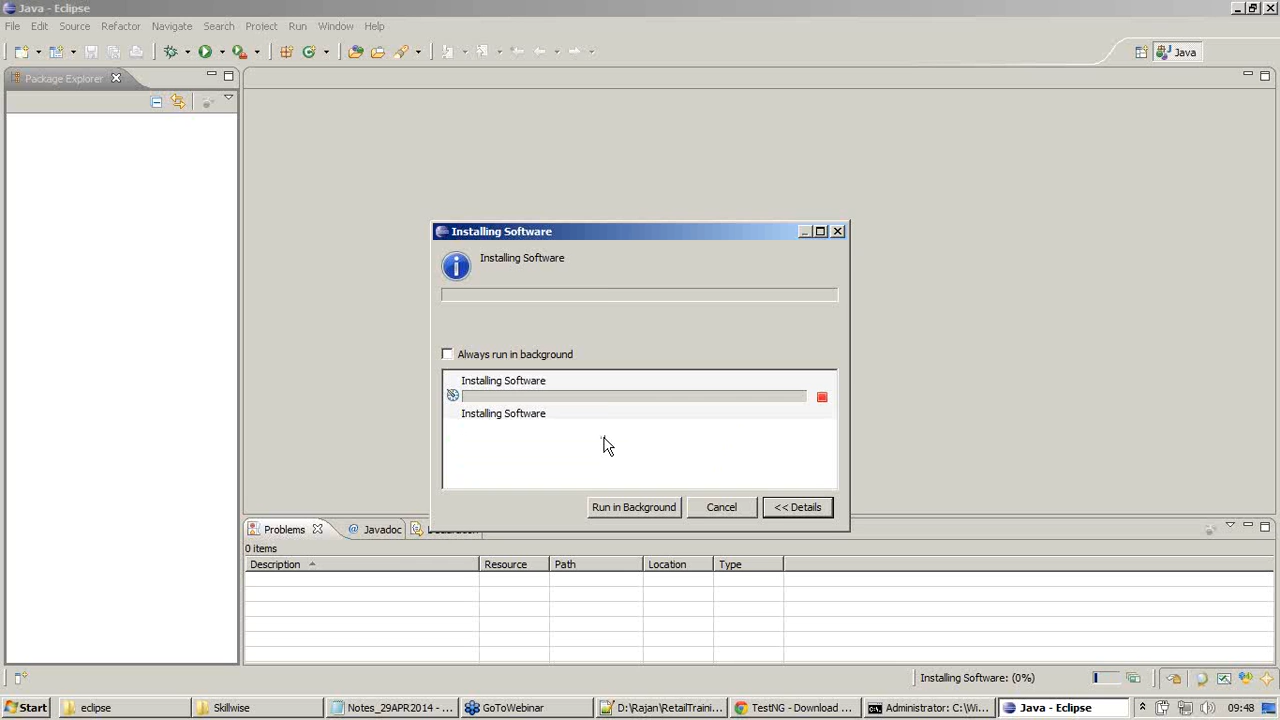 Java - Eclipse
File Edit Source Refactor Navigate Search Project Run Window Help
Java
Package Explorer
Installing Software
Installing Software
Always run in background
Installing Software
Installing Software
Run in Background Cancel << Details
Problems @ Javadoc
0 items
Description Resource Path Location Type
Installing Software: (0%)
Start eclipse Skillwise Notes_29APR2014 - ... GoToWebinar D:\Rajan\RetailTraini... TestNG - Download ... Administrator: C:\Wi... Java - Eclipse 09:48